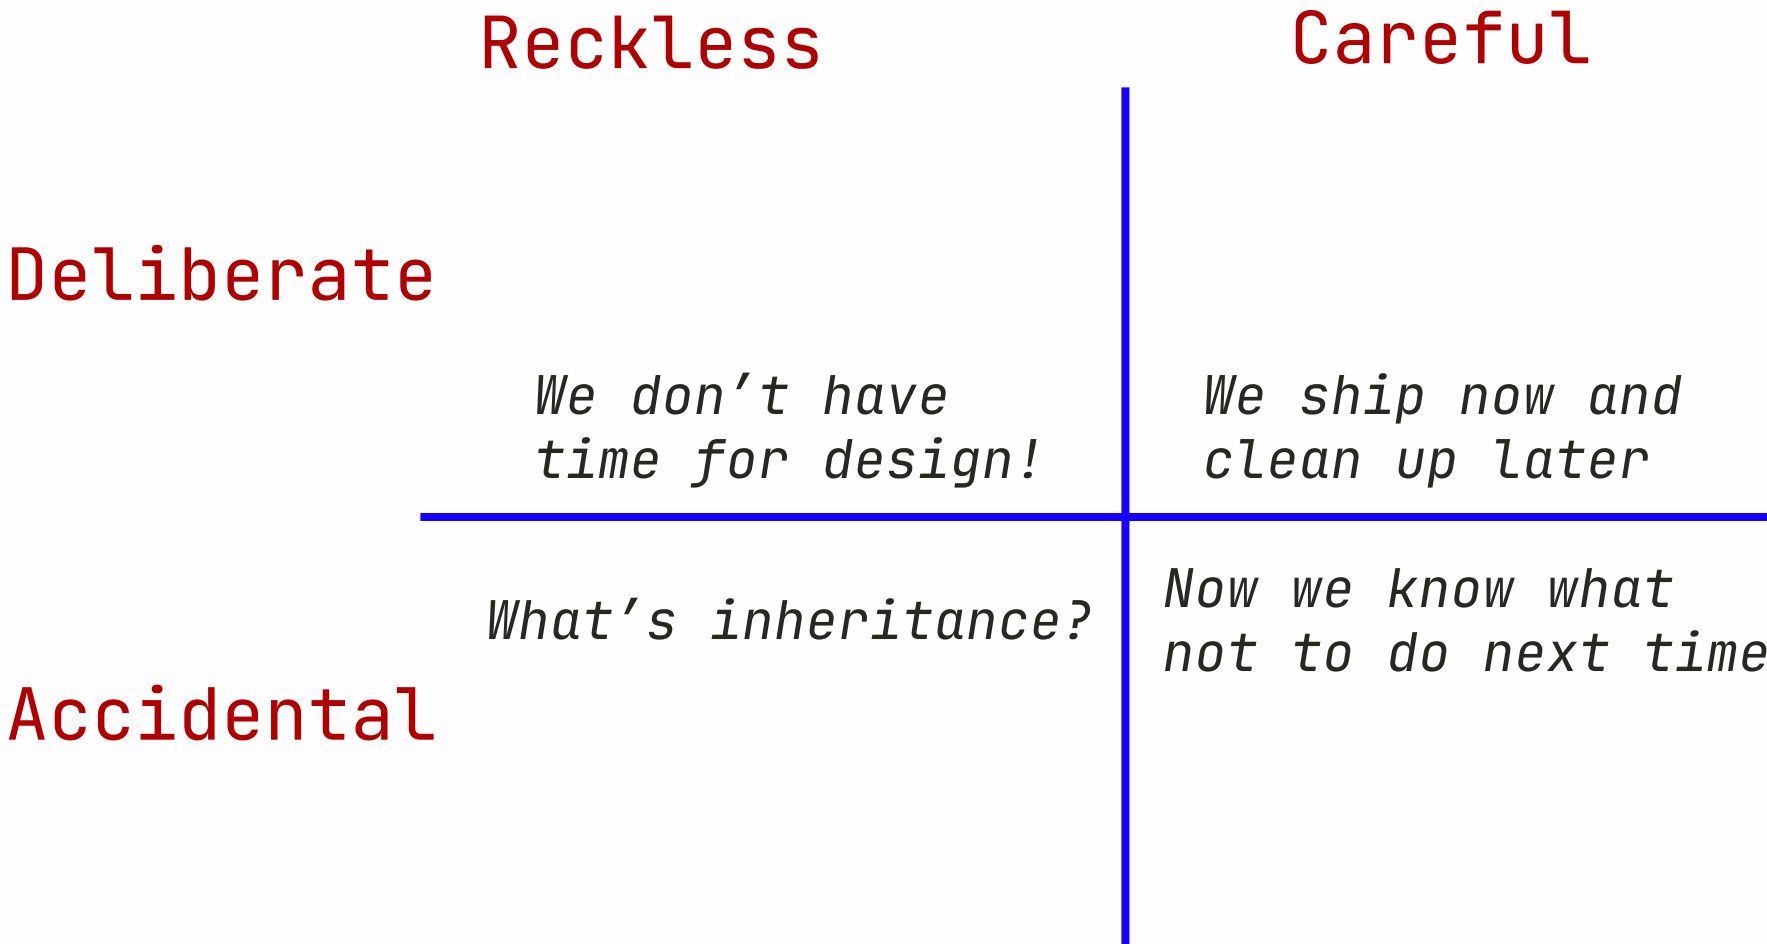 Reckless
Careful
Deliberate
We don’t have
time for design!
We ship now and
clean up later
What’s inheritance?
Now we know what
not to do next time
Accidental